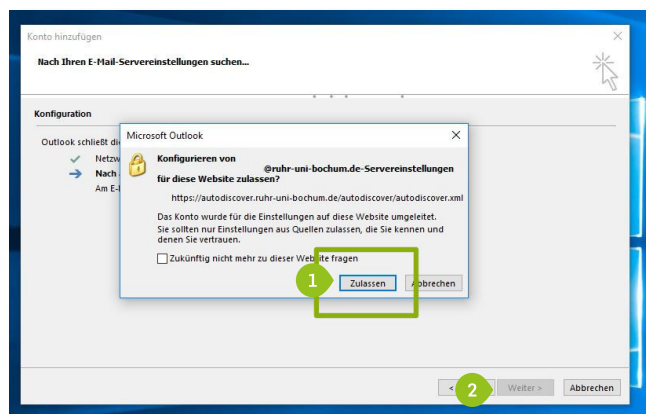 Konto hinzufügen
Nach Ihren E-Mail-Servereinstellungen suchen...
Konfiguration
Outlook schließt di
Netzw
Nach
Am E-
Microsoft Outlook
Konfigurieren von
@ruhr-uni-bochum.de-Servereinstellungen
für diese Website zulassen?
https://autodiscover.ruhr-uni-bochum.de/autodiscover/autodiscover.xml
Das Konto wurde für die Einstellungen auf diese Website umgeleitet.
Sie sollten nur Einstellungen aus Quellen zulassen, die Sie kennen und
denen Sie vertrauen.
Zukünftig nicht mehr zu dieser Website fragen
1
Zulassen
Abbrechen
<
2
Weiter >
Abbrechen